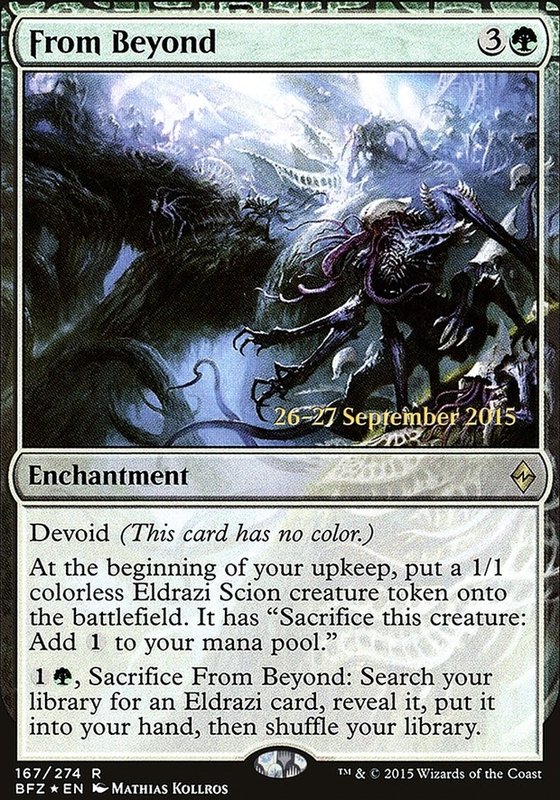 From Beyond 3
26–27 September 2015
Enchantment
Devoid (This card has no color.)
At the beginning of your upkeep, put a 1/1
colorless Eldrazi Scion creature token onto
the battlefield. It has “Sacrifice this creature:
Add 1 to your mana pool.”
1 , Sacrifice From Beyond: Search your
library for an Eldrazi card, reveal it, put it
into your hand, then shuffle your library.
167/274 R
BFZ ★ EN Mathias Kollros
™ & © 2015 Wizards of the Coast